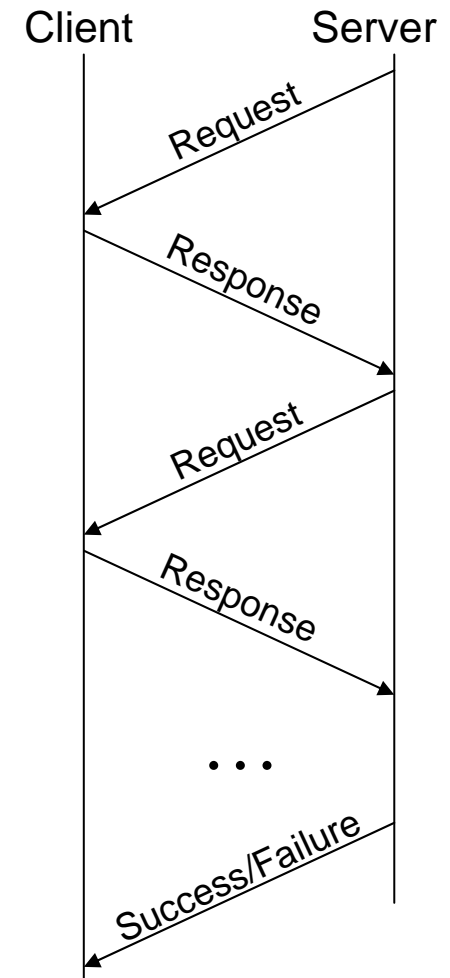 Client Server
Request
Response
Request
Response
...
Success/Failure